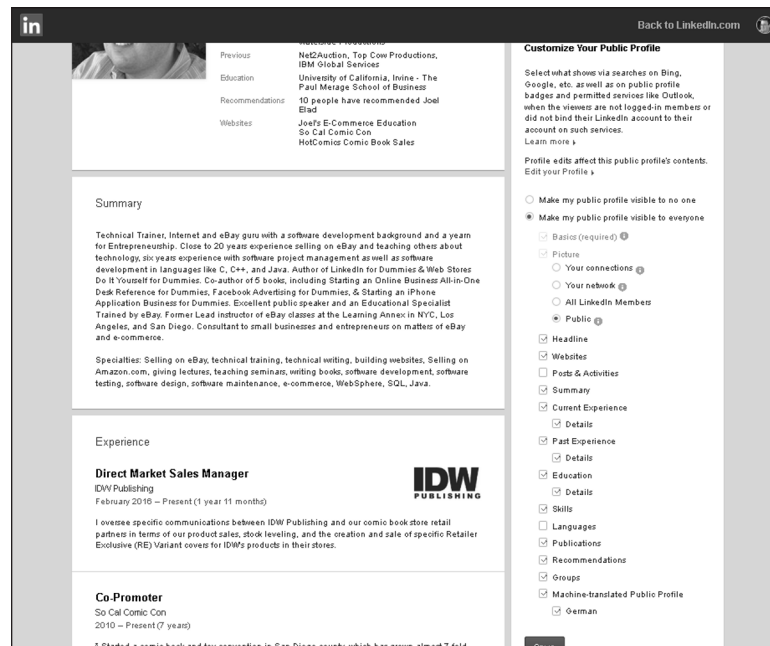 in
Back to LinkedIn.com
Previous
Net2Auction, Top Cow Productions,
IBM Global Services
Education
University of California, Irvine - The
Paul Merage School of Business
Recommendations
10 people have recommended Joel
Elad
Websites
Joel's E-Commerce Education
So Cal Comic Con
HotComics Comic Book Sales
Summary
Technical Trainer, Internet and eBay guru with a software development background and a yearn
for Entrepreneurship. Close to 20 years experience selling on eBay and teaching others about
technology, six years experience with software project management as well as software
development in languages like C, C++, and Java. Author of LinkedIn for Dummies & Web Stores
Do It Yourself for Dummies. Co-author of 5 books, including Starting an Online Business All-in-One
Desk Reference for Dummies, Facebook Advertising for Dummies, & Starting an iPhone
Application Business for Dummies. Excellent public speaker and an Educational Specialist
Trained by eBay. Former Lead instructor of eBay classes at the Learning Annex in NYC, Los
Angeles, and San Diego. Consultant to small businesses and entrepreneurs on matters of eBay
and e-commerce.
Specialties: Selling on eBay, technical training, technical writing, building websites, Selling on
Amazon.com, giving lectures, teaching seminars, writing books, software development, software
testing, software design, software maintenance, e-commerce, WebSphere, SQL, Java.
Experience
Direct Market Sales Manager
IDW Publishing
February 2016 – Present (1 year 11 months)
IDW
PUBLISHING
I oversee specific communications between IDW Publishing and our comic book store retail
partners in terms of our product sales, stock leveling, and the creation and sale of specific Retailer
Exclusive (RE) Variant covers for IDW's products in their stores.
Co-Promoter
So Cal Comic Con
2010 – Present (7 years)
Customize Your Public Profile
Select what shows via searches on Bing,
Google, etc. as well as on public profile
badges and permitted services like Outlook,
when the viewers are not logged-in members or
did not bind their LinkedIn account to their
account on such services.
Learn more
Profile edits affect this public profile's contents.
Edit your Profile
Make my public profile visible to no one
Make my public profile visible to everyone
Basics (required)
Picture
Your connections
Your network
All LinkedIn Members
Public
Headline
Websites
Posts & Activities
Summary
Current Experience
Details
Past Experience
Details
Education
Details
Skills
Languages
Publications
Recommendations
Groups
Machine-translated Public Profile
German